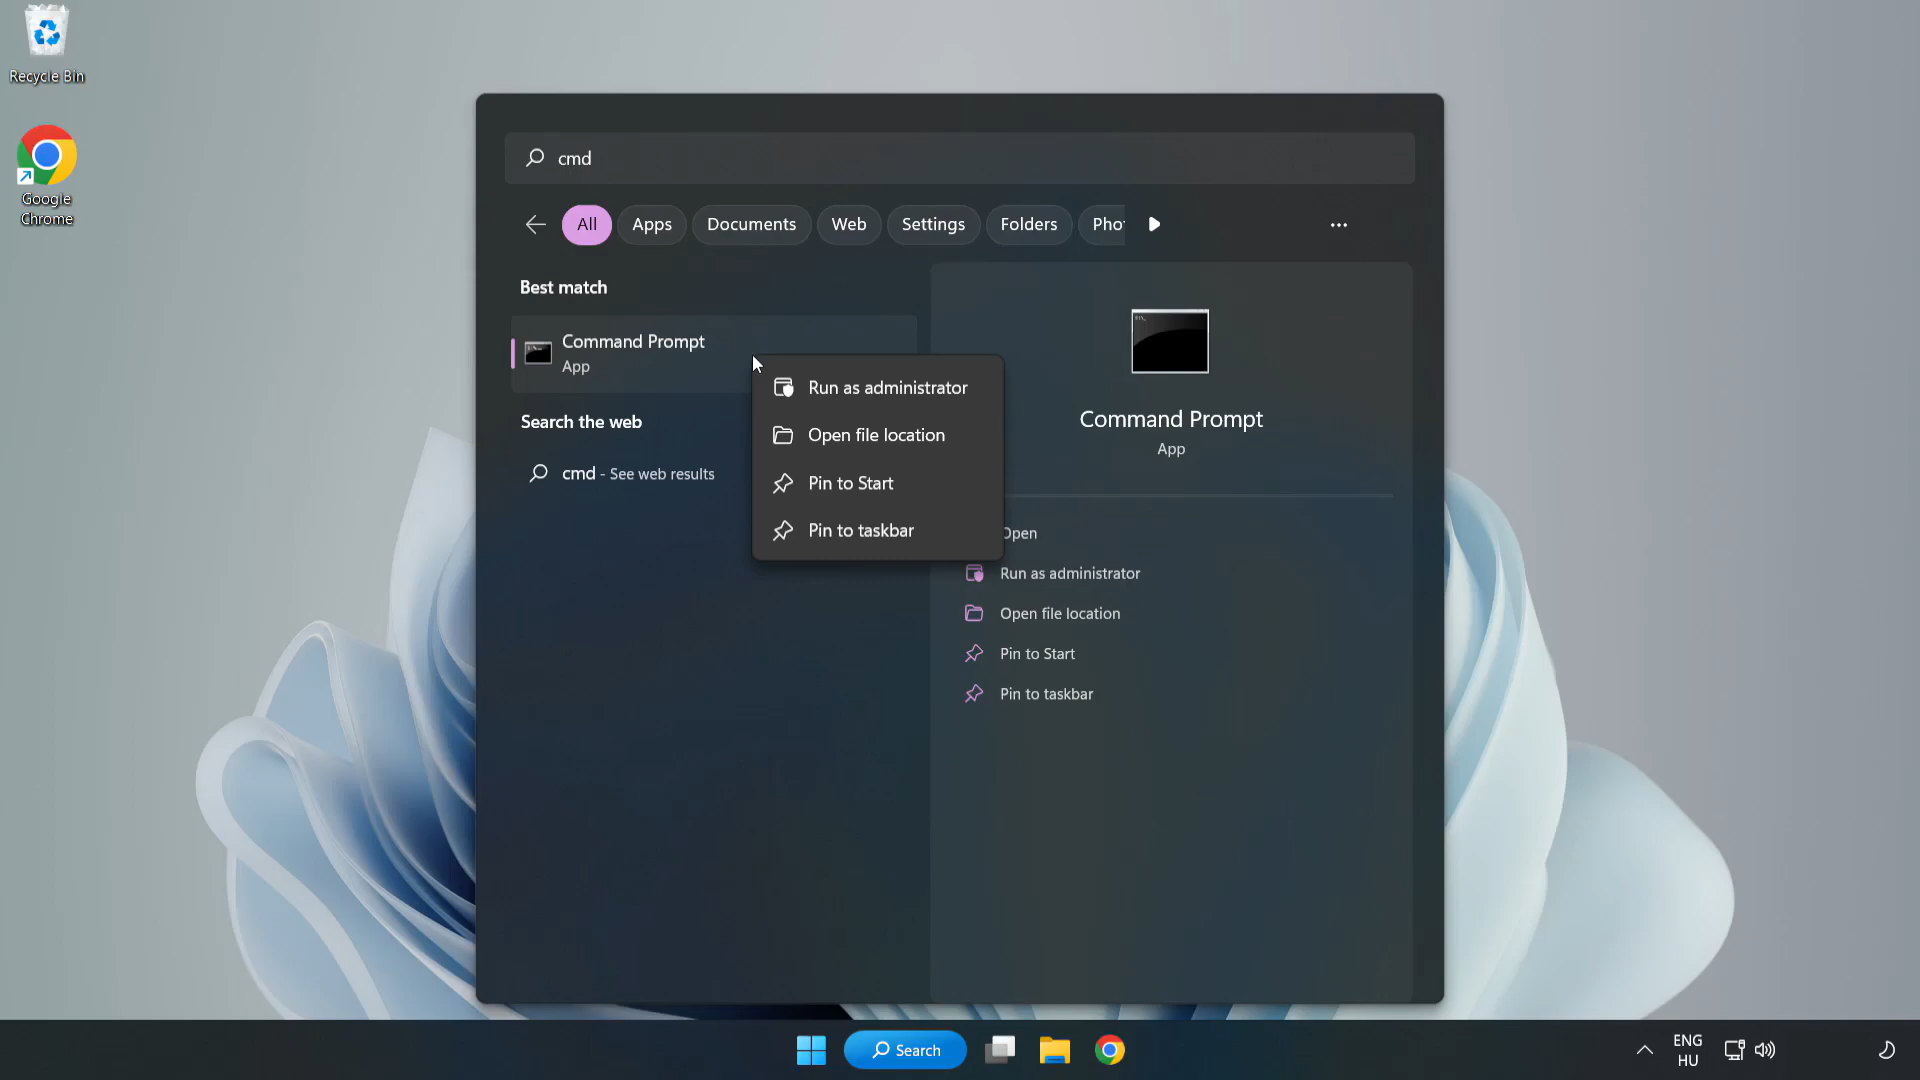 Recycle Bin
Google
Chrome
cmd
All
Apps
Documents
Web
Settings
Folders
Best match
Command Prompt
App
Search the web
cmd - See web results
Run as administrator
Open file location
Pin to Start
Pin to taskbar
Command Prompt
App
Open
Run as administrator
Open file location
Pin to Start
Pin to taskbar
Search
ENG
HU